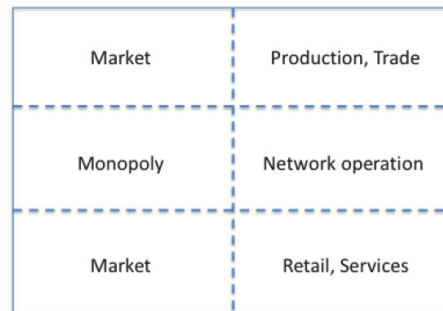 Market
Production, Trade
Monopoly
Network operation
Market
Retail, Services